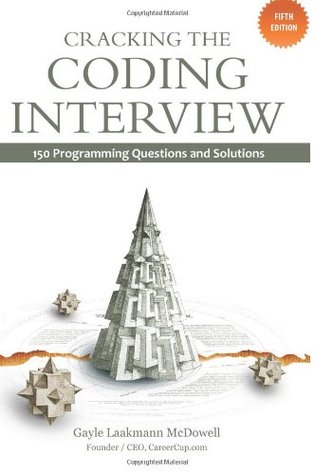 FIFTH
EDITION
CRACKING THE
CODING
INTERVIEW
150 Programming Questions and Solutions
Gayle Laakmann McDowell
Founder / CEO, CareerCup.com